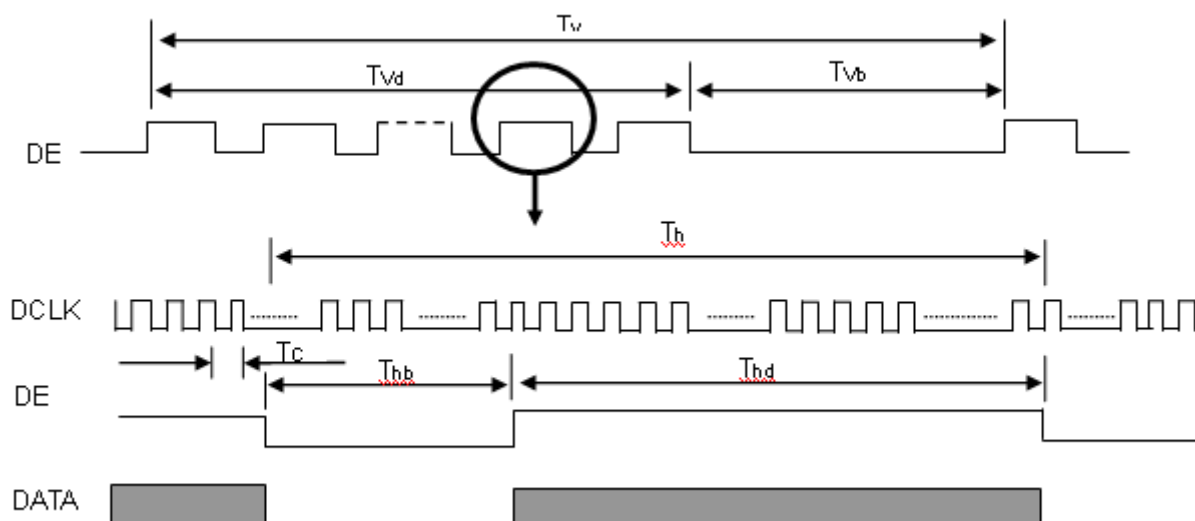 Tv
TVd
TVb
DE
Th
DCLK
Tc
Thb
Thd
DE
DATA